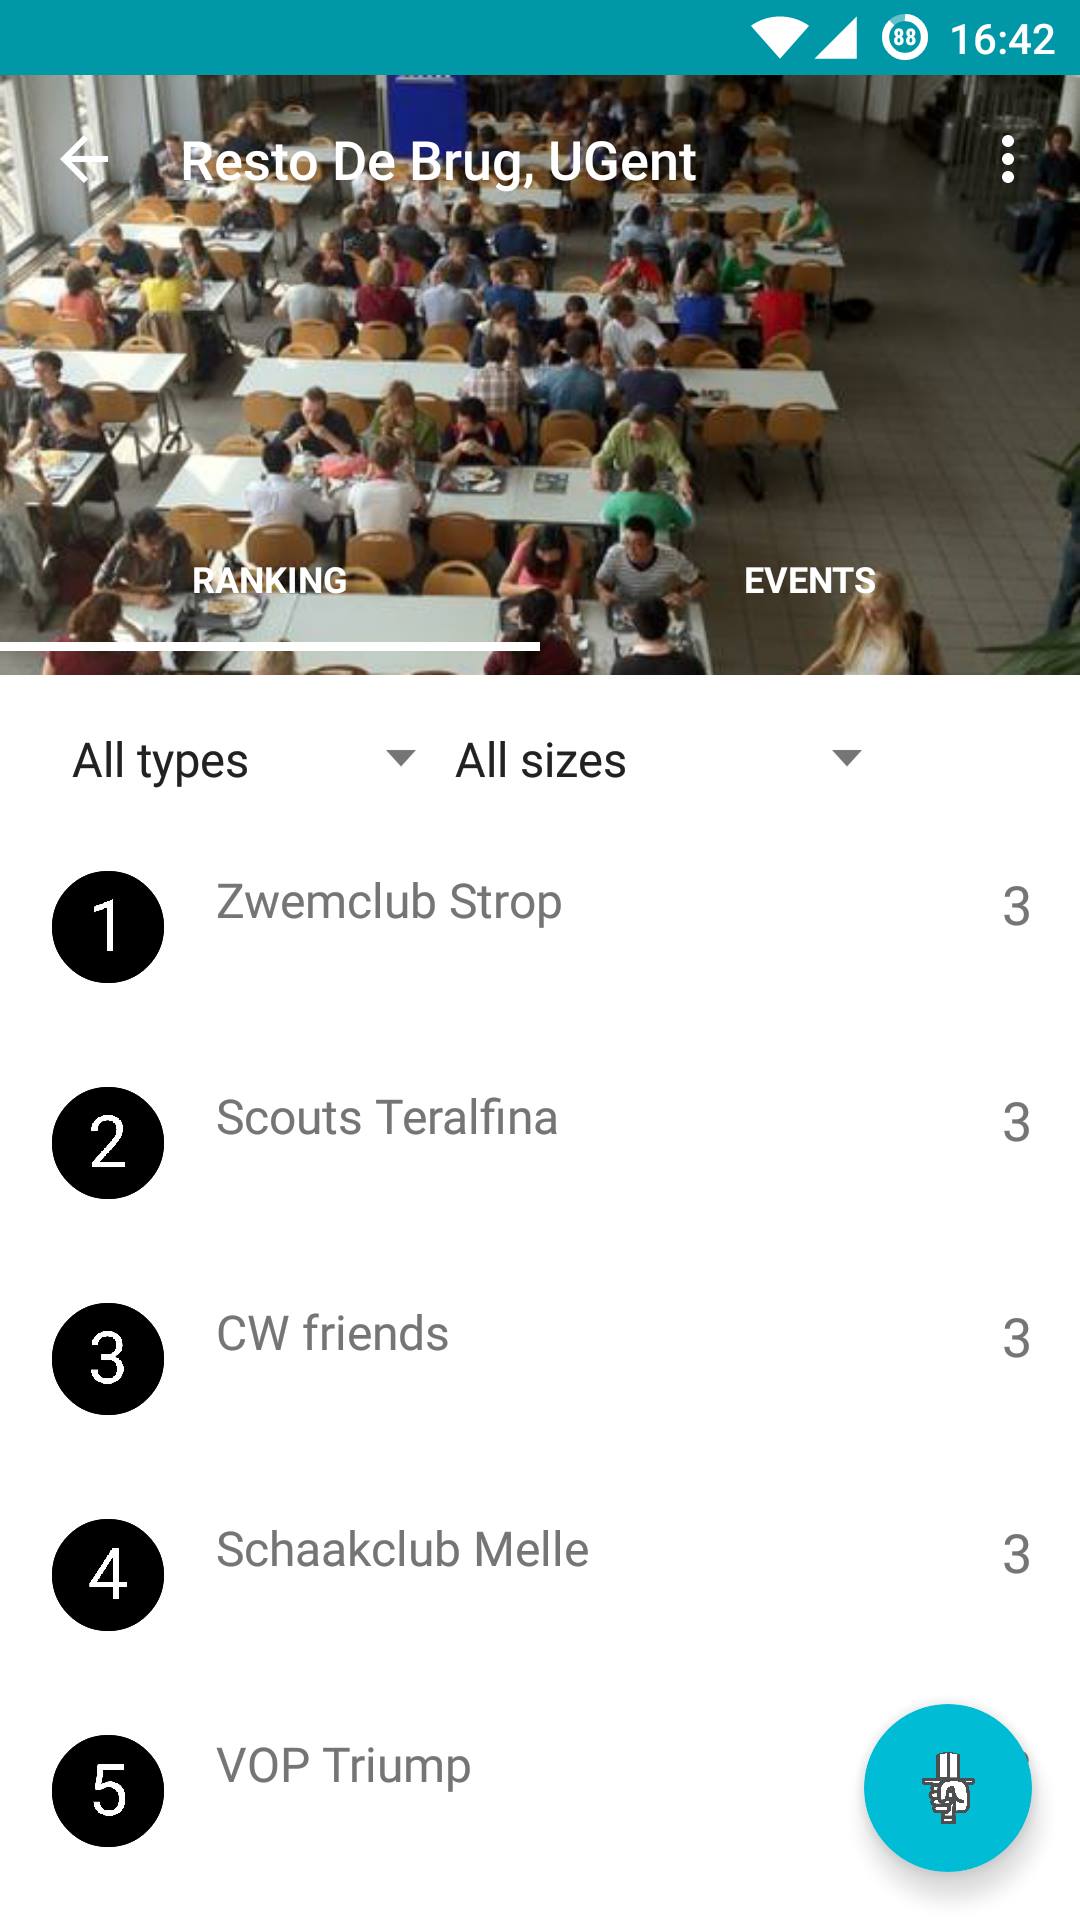 88 16:42
Resto De Brug, UGent
RANKING EVENTS
All types All sizes
1 Zwemclub Strop 3
2 Scouts Teralfina 3
3 CW friends 3
4 Schaakclub Melle 3
5 VOP Triump